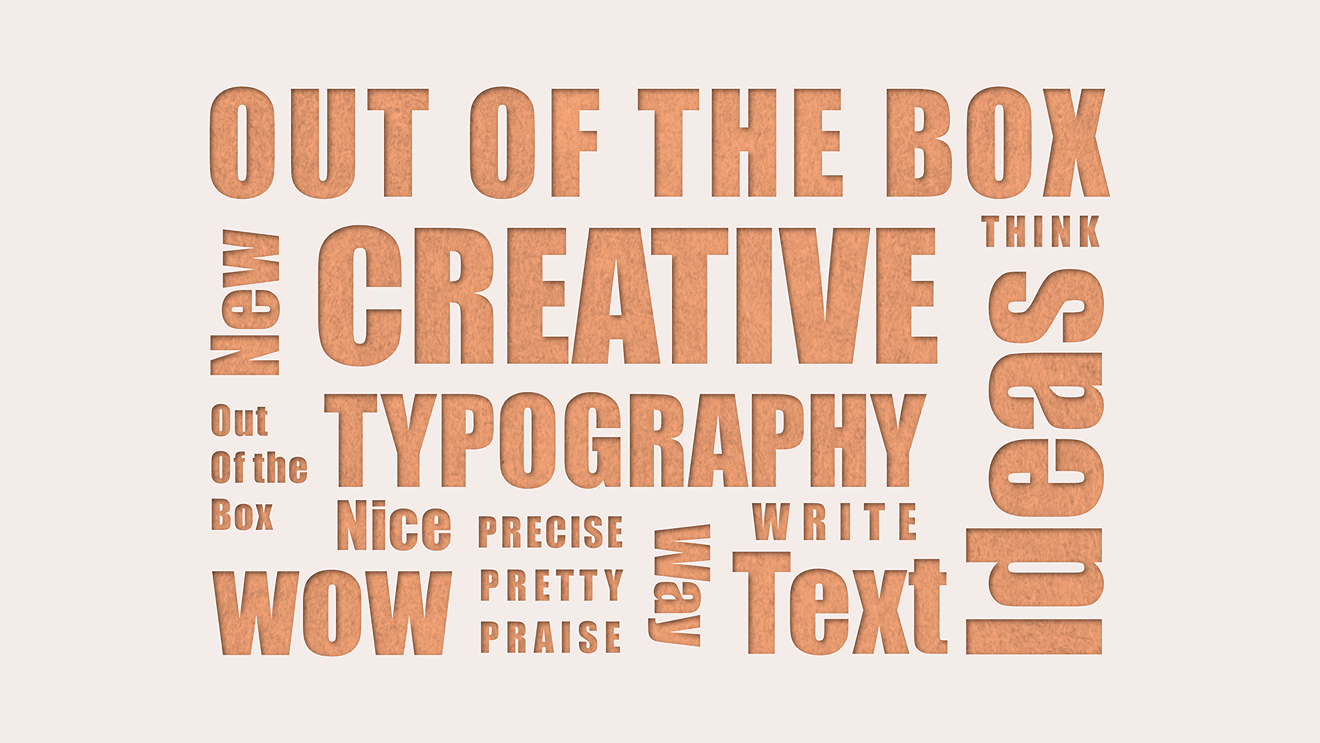 OUT OF THE BOX
New
CREATIVE
THINK
Ideas
Out
Of the
Box
TYPOGRAPHY
Nice
wow
PRECISE
PRETTY
PRAISE
Way
WRITE
Text